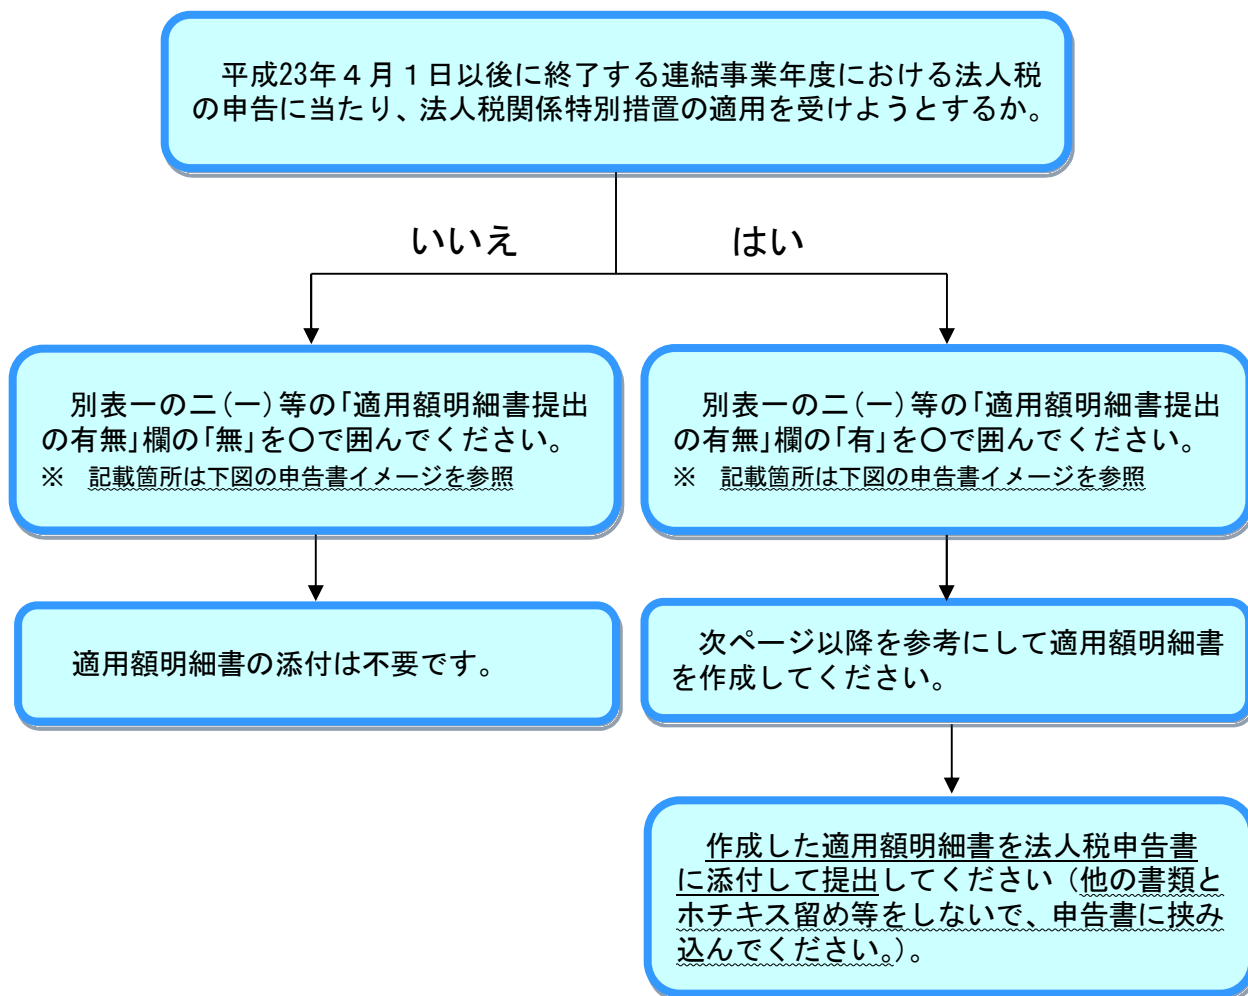 平成23年４月１日以後に終了する連結事業年度における法人税
の申告に当たり、法人税関係特別措置の適用を受けようとするか。
いいえ
はい
別表一の二(一)等の「適用額明細書提出
の有無」欄の「無」を〇で囲んでください。
※　記載箇所は下図の申告書イメージを参照
別表一の二(一)等の「適用額明細書提出
の有無」欄の「有」を〇で囲んでください。
※　記載箇所は下図の申告書イメージを参照
適用額明細書の添付は不要です。
次ページ以降を参考にして適用額明細書
を作成してください。
作成した適用額明細書を法人税申告書
に添付して提出してください（他の書類と
ホチキス留め等をしないで、申告書に挟み
込んでください。）。